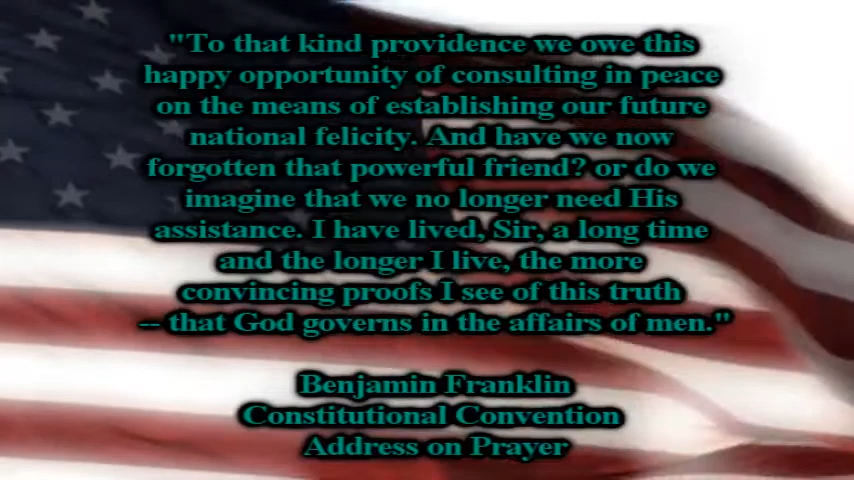 "To that kind providence we owe this
happy opportunity of consulting in peace
on the means of establishing our future
national felicity. And have we now
forgotten that powerful friend? or do we
imagine that we no longer need His
assistance. I have lived, Sir, a long time
and the longer I live, the more
convincing proofs I see of this truth
-- that God governs in the affairs of men."
Benjamin Franklin
Constitutional Convention
Address on Prayer